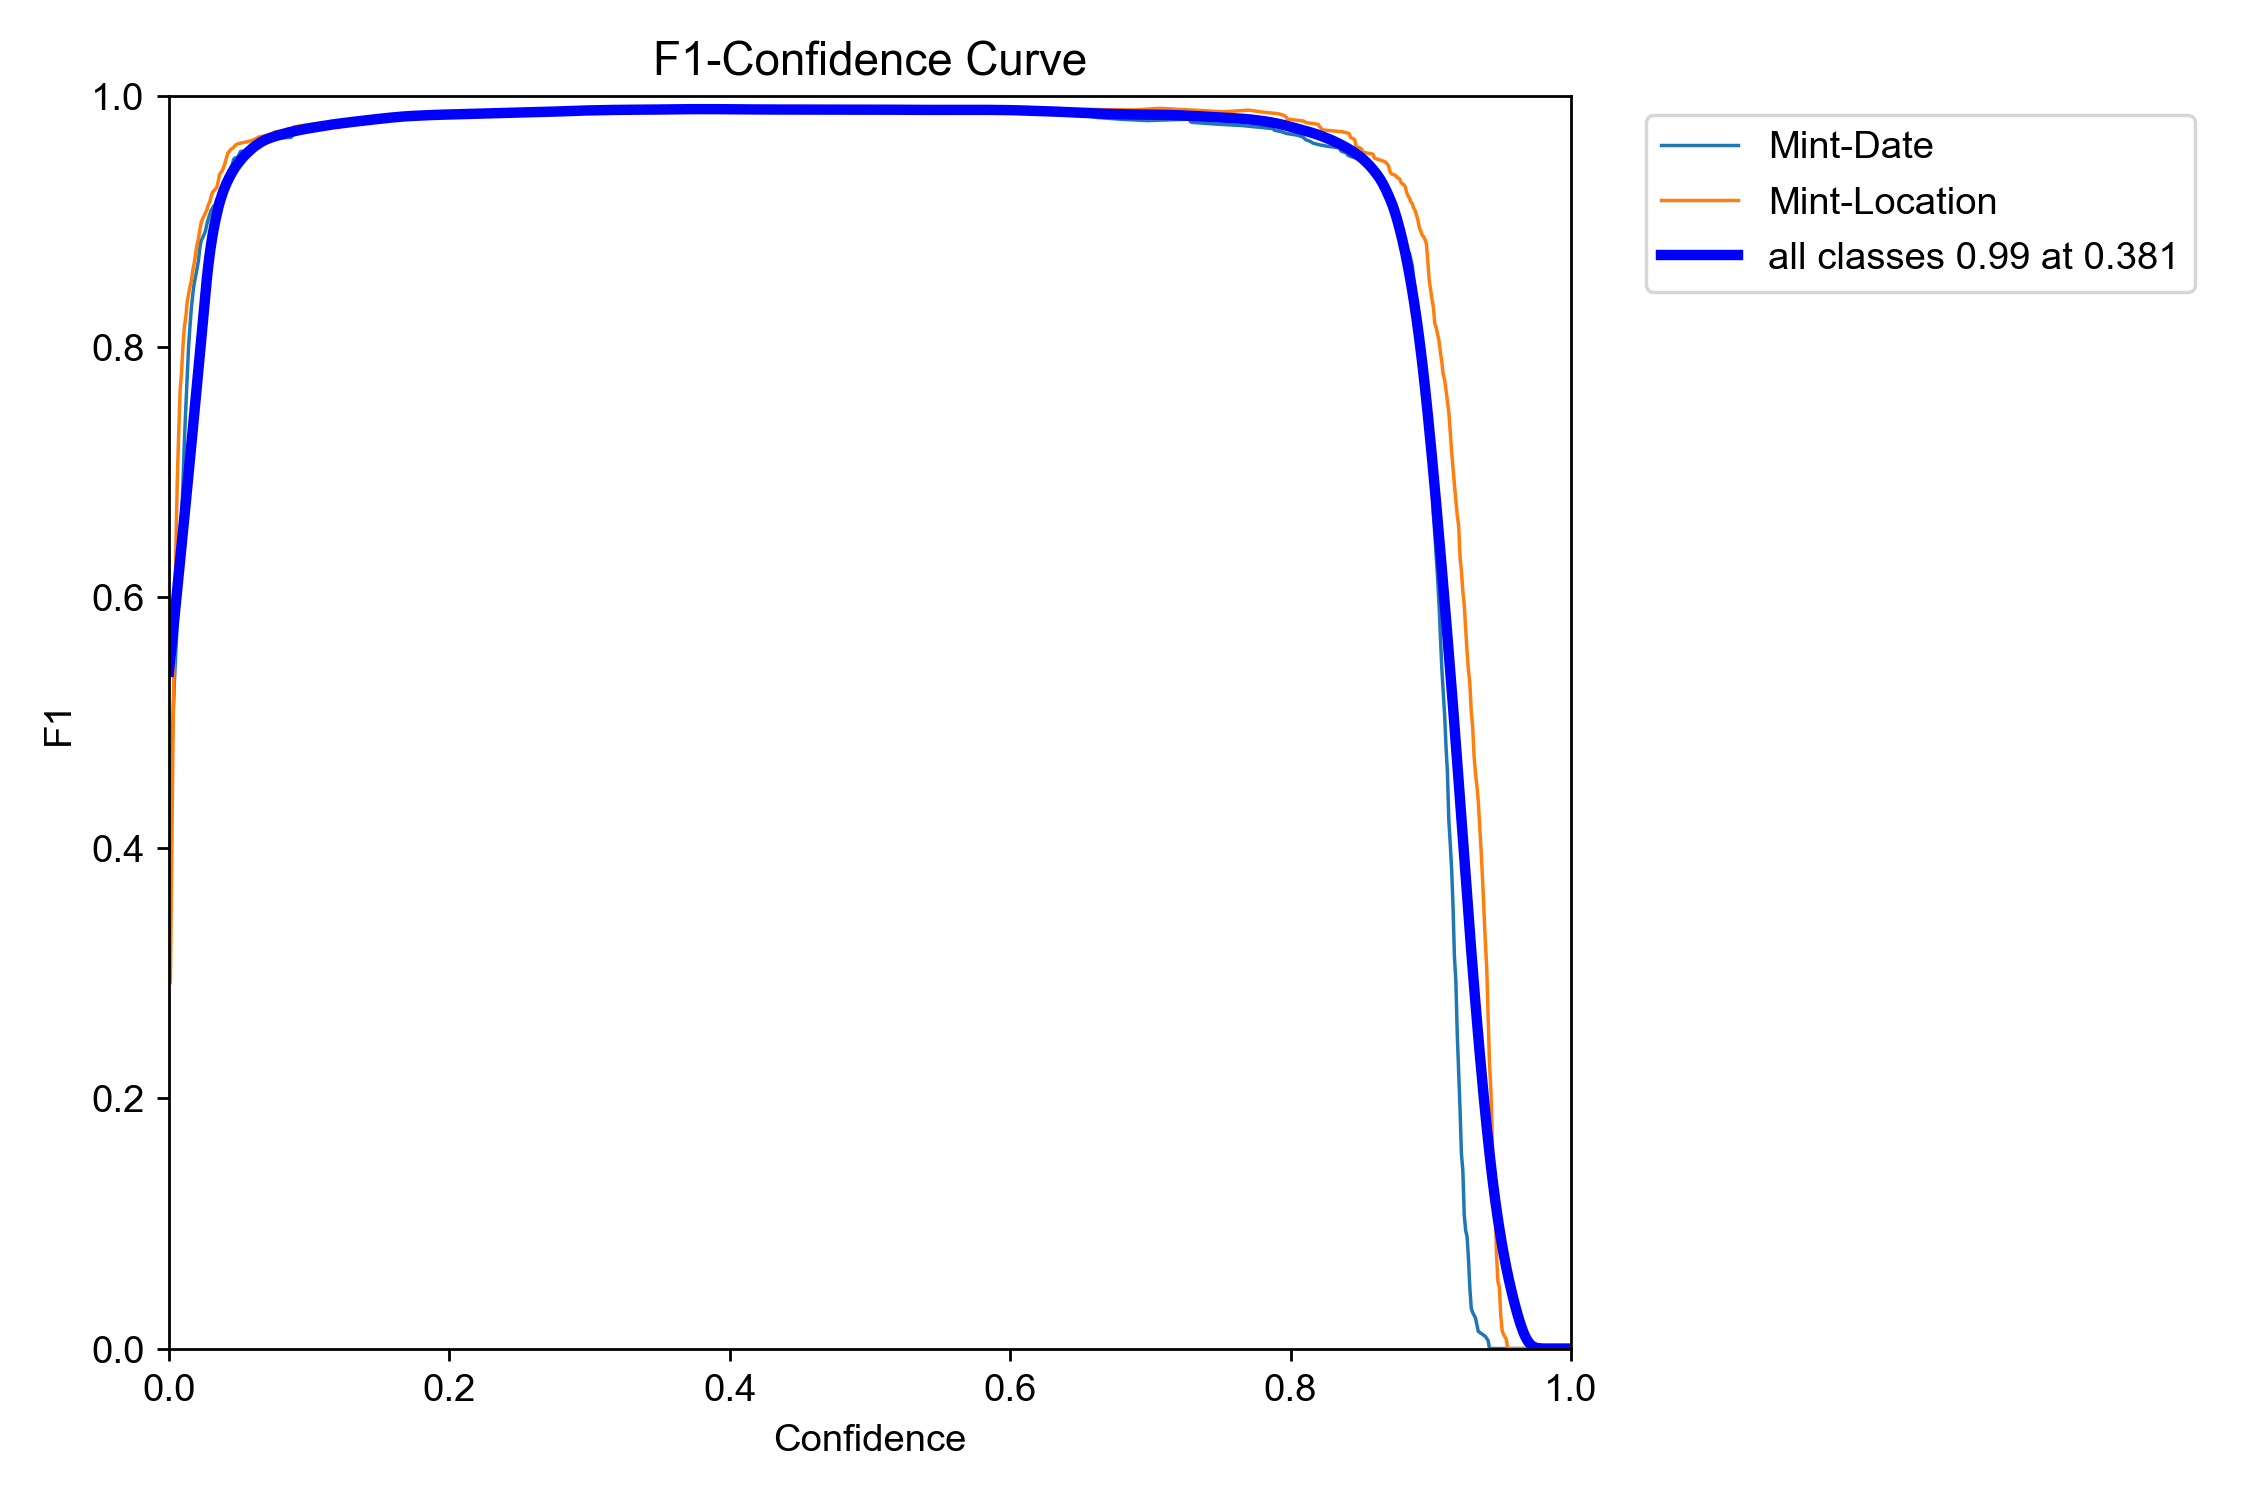 F1-Confidence Curve
1.0
0.8
0.6
0.4
0.2
0.0
F1
0.0 0.2 0.4 0.6 0.8 1.0
Confidence
Mint-Date
Mint-Location
all classes 0.99 at 0.381